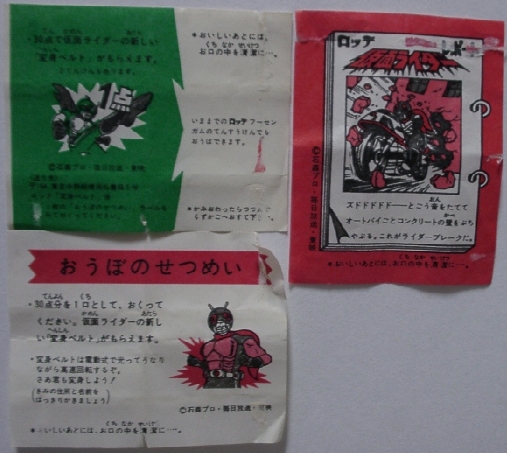 ・30点で仮面ライダーの新しい
「変身ベルト」がもらえます。
1点
©石森プロ・毎日放送・東映
＊おいしいあとには、
お口の中を清潔に…。
いままでのロッテフーセン
ガムのてんすうけんでも
おうぼできます。
ロッテ
仮面ライダー
ズドドドドド——とごう音をたてて
オートバイごとコンクリートの壁をぶち
やぶる。これがライダーブレークだ。
©石森プロ・毎日放送・東映
＊おいしいあとには、お口の中を清潔に…。
おうぼのせつめい
・30点分を1口として、おくって
ください。仮面ライダーの新し
い「変身ベルト」がもらえます。
・変身ベルトは電動式で光ってうなり
ながら高速回転するぞ。
さあ君も変身しよう！
(きみの住所と名前を
はっきりかきましょう)
©石森プロ・毎日放送・東映
＊おいしいあとには、お口の中を清潔に…。